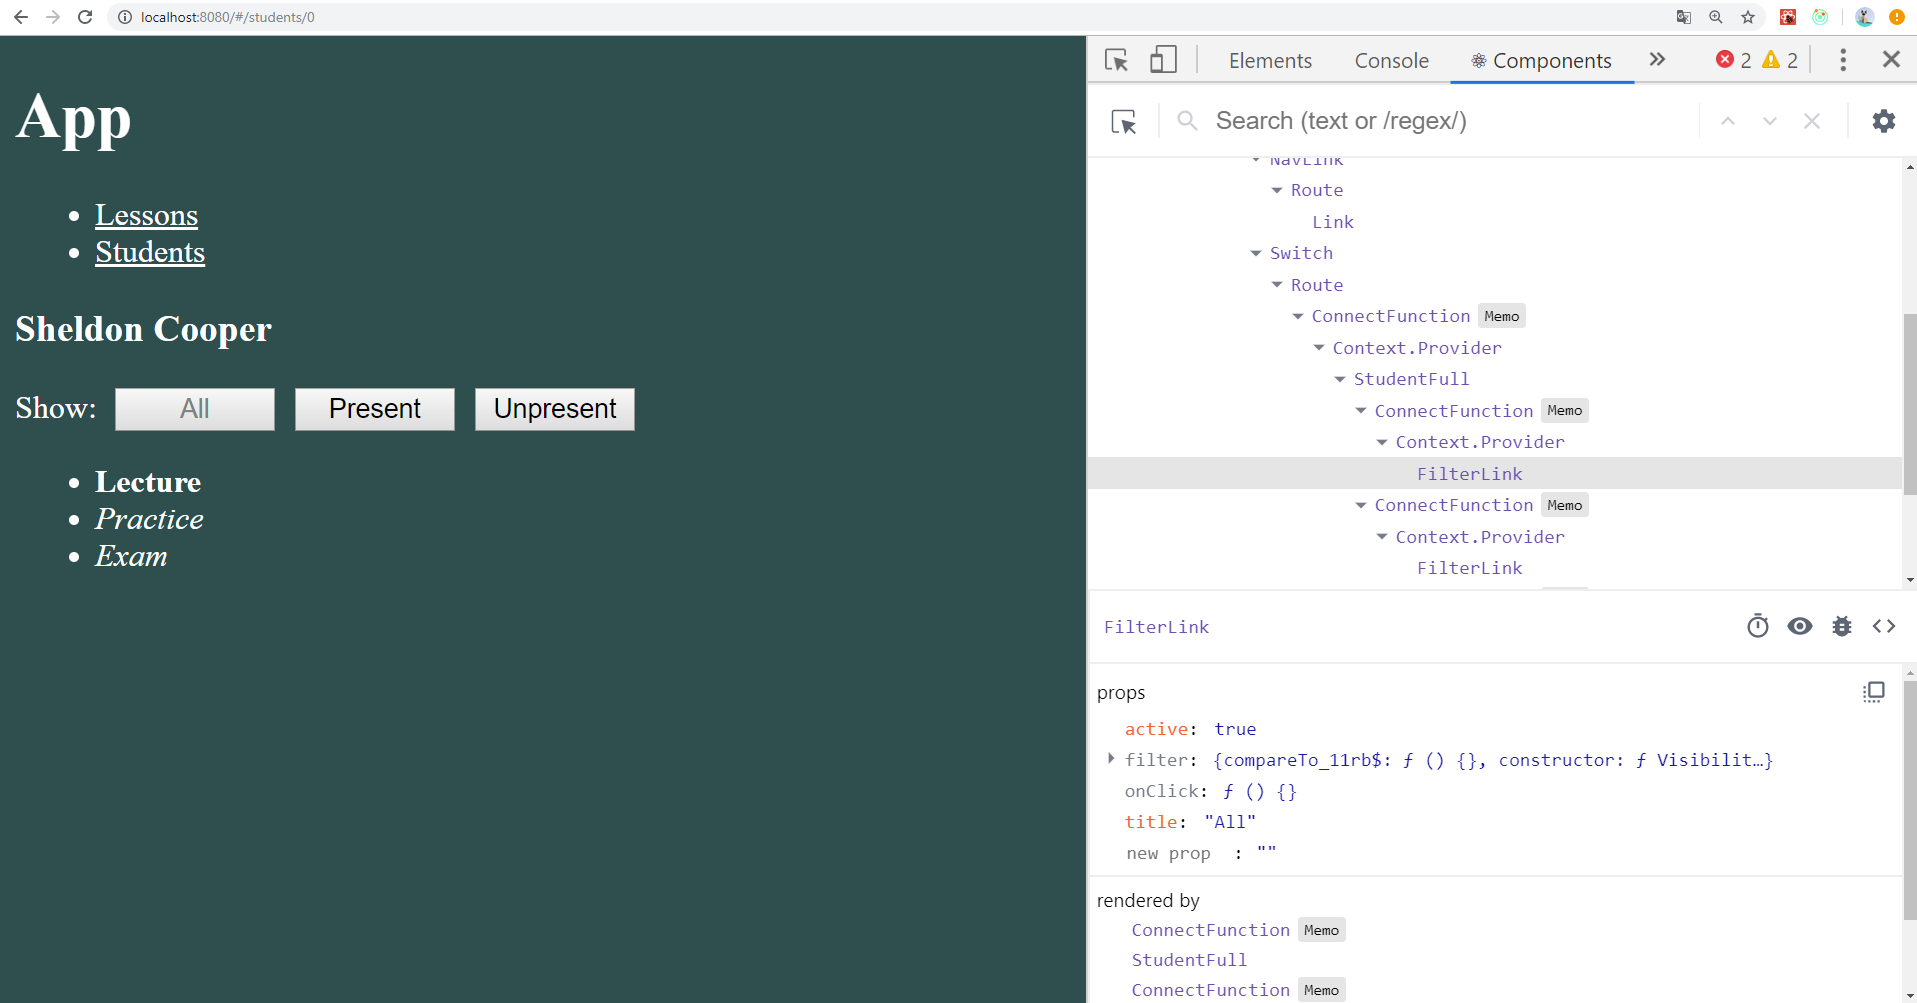 localhost:8080/#/students/0
App
Lessons
Students
Sheldon Cooper
Show: All Present Unpresent
Lecture
Practice
Exam
Elements Console Components 2 2
Search (text or /regex/)
NavLink
Route
Link
Switch
Route
ConnectFunction Memo
Context.Provider
StudentFull
ConnectFunction Memo
Context.Provider
FilterLink
ConnectFunction Memo
Context.Provider
FilterLink
FilterLink
props
active: true
filter: {compareTo_11rb$: ƒ () {}, constructor: ƒ Visibilit…}
onClick: ƒ () {}
title: "All"
new prop : ""
rendered by
ConnectFunction Memo
StudentFull
ConnectFunction Memo